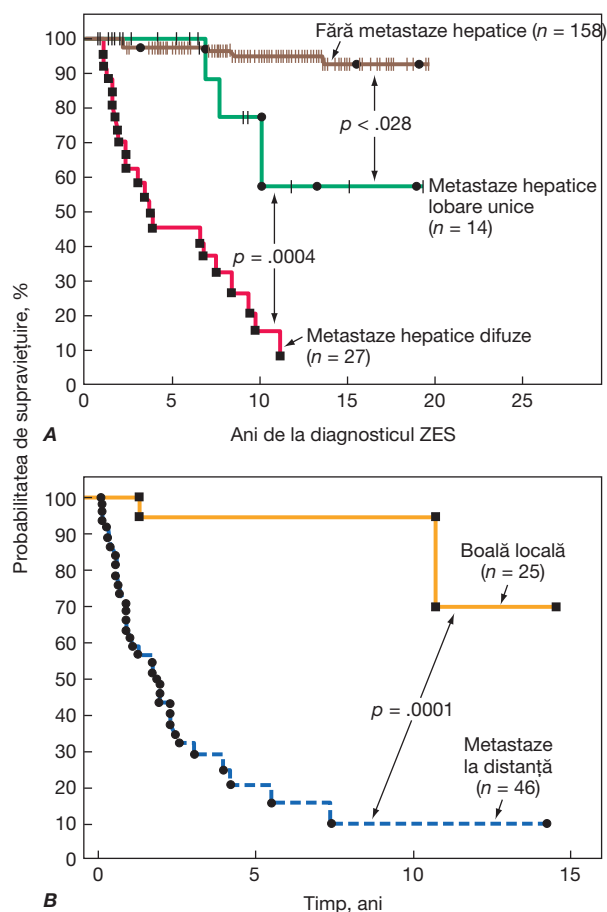 Probabilitatea de supraviețuire, %
100
90
80
70
60
50
40
30
20
10
0
Fără metastaze hepatice (n = 158)
p < .028
Metastaze hepatice
lobare unice
(n = 14)
p = .0004
Metastaze hepatice difuze
(n = 27)
0 5 10 15 20 25
A
Ani de la diagnosticul ZES
100
90
80
70
60
50
40
30
20
10
0
Boală locală
(n = 25)
p = .0001
Metastaze
la distanță
(n = 46)
0 5 10 15
B
Timp, ani